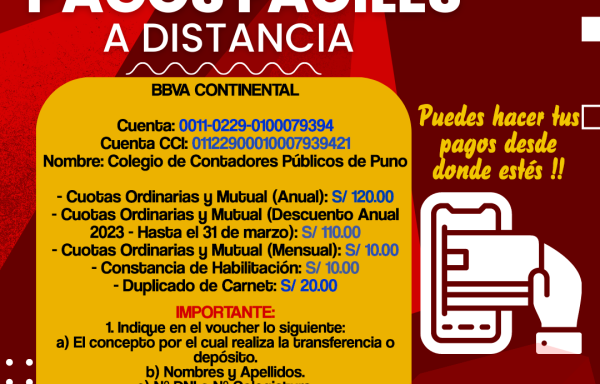 PAGOS FÁCILES
A DISTANCIA
BBVA CONTINENTAL
Cuenta: 0011-0229-0100079394
Cuenta CCI: 01122900010007939421
Nombre: Colegio de Contadores Públicos de Puno
- Cuotas Ordinarias y Mutual (Anual): S/ 120.00
- Cuotas Ordinarias y Mutual (Descuento Anual
2023 - Hasta el 31 de marzo): S/ 110.00
- Cuotas Ordinarias y Mutual (Mensual): S/ 10.00
- Constancia de Habilitación: S/ 10.00
- Duplicado de Carnet: S/ 20.00
IMPORTANTE:
1. Indique en el voucher lo siguiente:
a) El concepto por el cual realiza la transferencia o
depósito.
b) Nombres y Apellidos.
Puedes hacer tus
pagos desde
donde estés !!